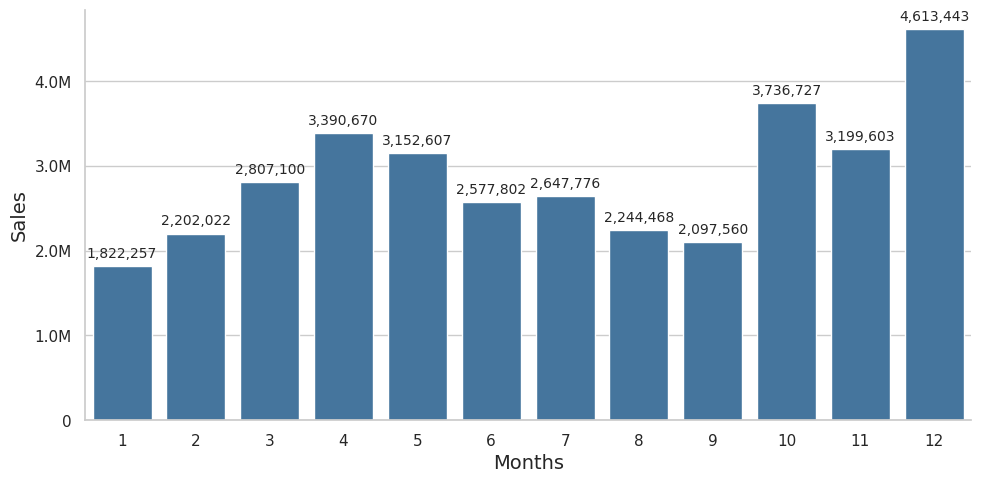 4,613,443
4.0M
3,736,727
3,390,670
3,152,607
3,199,603
3.0M
2,807,100
2,577,802
2,647,776
2,202,022
2,244,468
2,097,560
2.0M
1,822,257
1.0M
0
Sales
1 2 3 4 5 6 7 8 9 10 11 12
Months